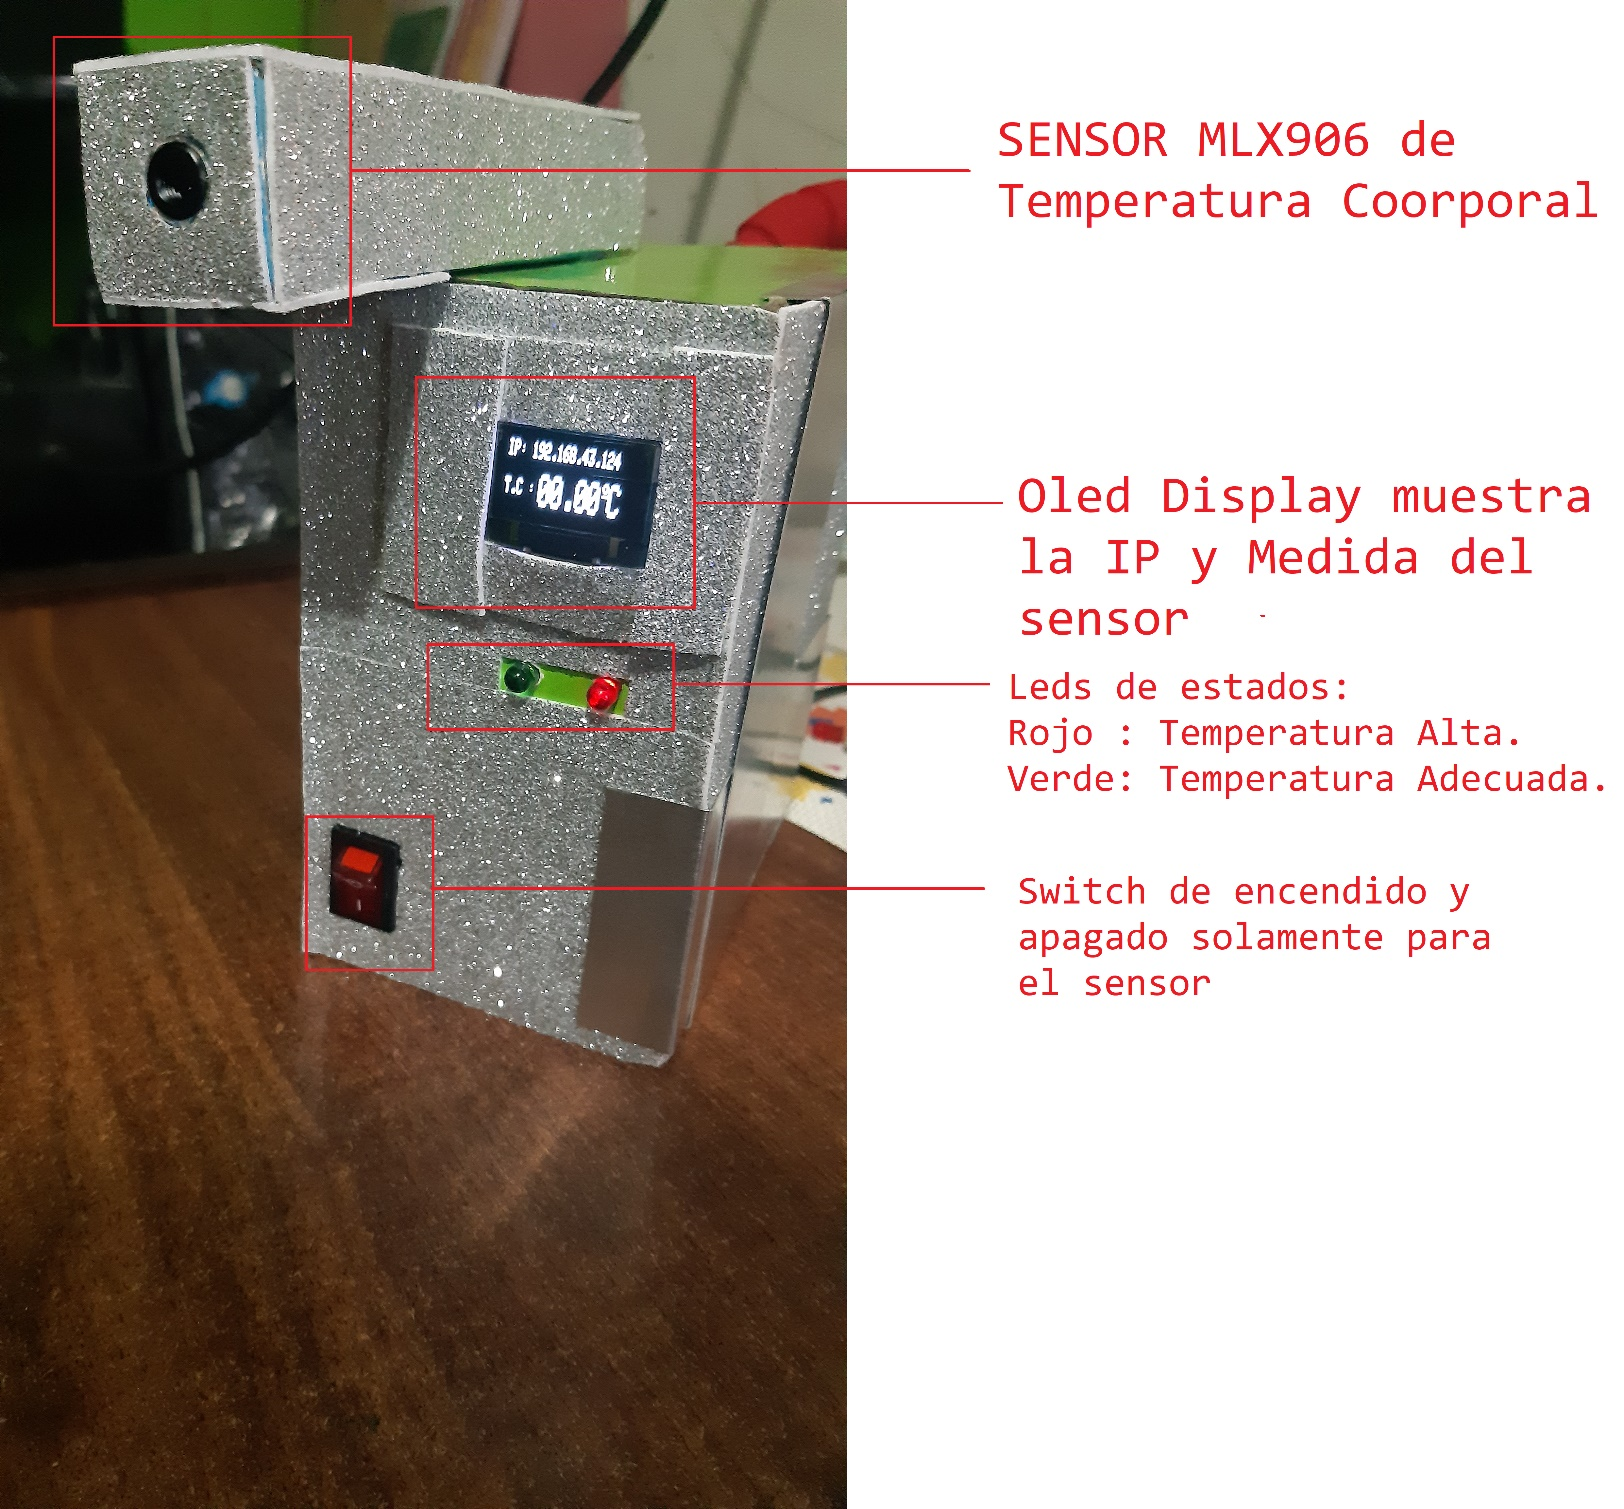 SENSOR MLX906 de
Temperatura Coorporal
IP: 192.168.43.124
T.C : 00.00°C
Oled Display muestra
la IP y Medida del
sensor
Leds de estados:
Rojo : Temperatura Alta.
Verde: Temperatura Adecuada.
Switch de encendido y
apagado solamente para
el sensor